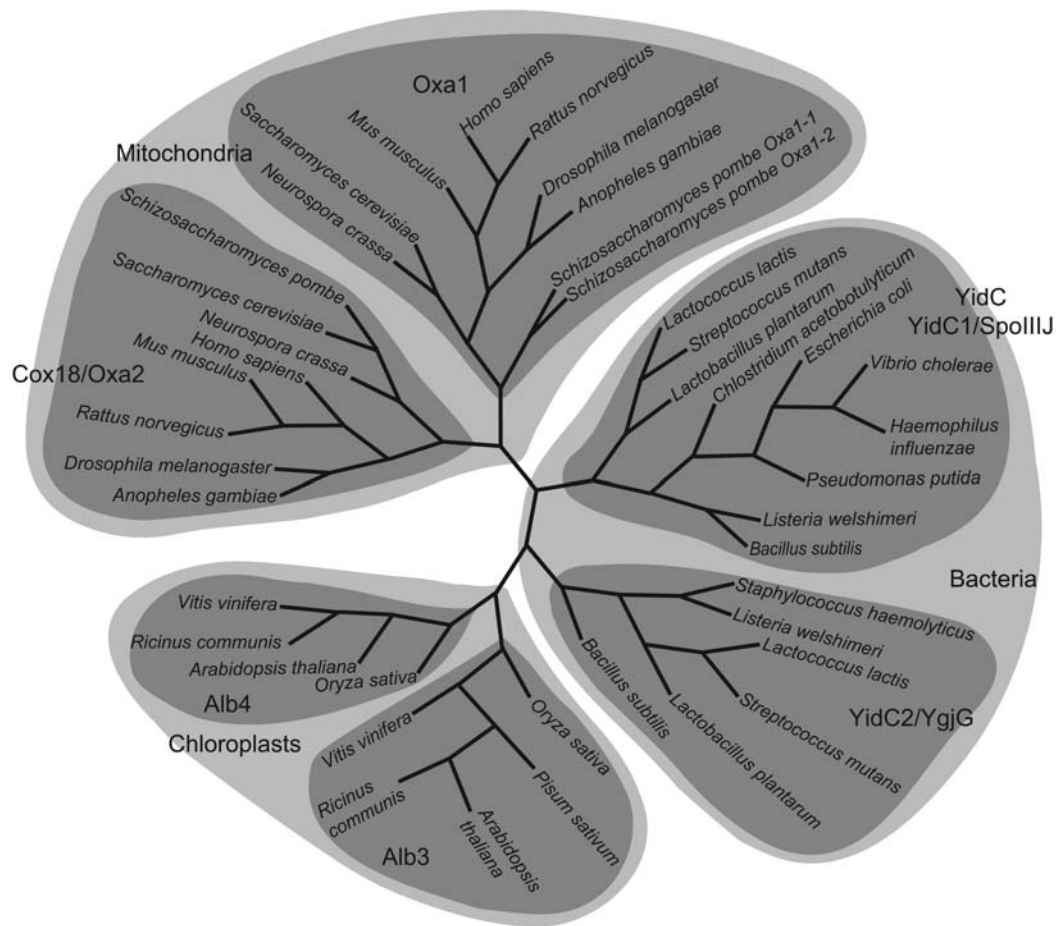 Oxa1
Saccharomyces cerevisiae
Neurospora crassa
Mus musculus
Homo sapiens
Rattus norvegicus
Drosophila melanogaster
Anopheles gambiae
Schizosaccharomyces pombe Oxa1-1
Schizosaccharomyces pombe Oxa1-2
Mitochondria
Schizosaccharomyces pombe
Saccharomyces cerevisiae
Neurospora crassa
Homo sapiens
Mus musculus
Cox18/Oxa2
Rattus norvegicus
Drosophila melanogaster
Anopheles gambiae
Lactococcus lactis
Streptococcus mutans
Lactobacillus plantarum
Chlostridium acetobotulyticum
Escherichia coli
YidC
YidC1/SpoIIIJ
Vibrio cholerae
Haemophilus
influenzae
Pseudomonas putida
Listeria welshimeri
Bacillus subtilis
Bacteria
Staphylococcus haemolyticus
Listeria welshimeri
Lactococcus lactis
Streptococcus mutans
Lactobacillus plantarum
Bacillus subtilis
YidC2/YgjG
Vitis vinifera
Ricinus communis
Arabidopsis thaliana
Oryza sativa
Alb4
Chloroplasts
Vitis vinifera
Oryza sativa
Ricinus
communis
Arabidopsis
thaliana
Pisum sativum
Alb3